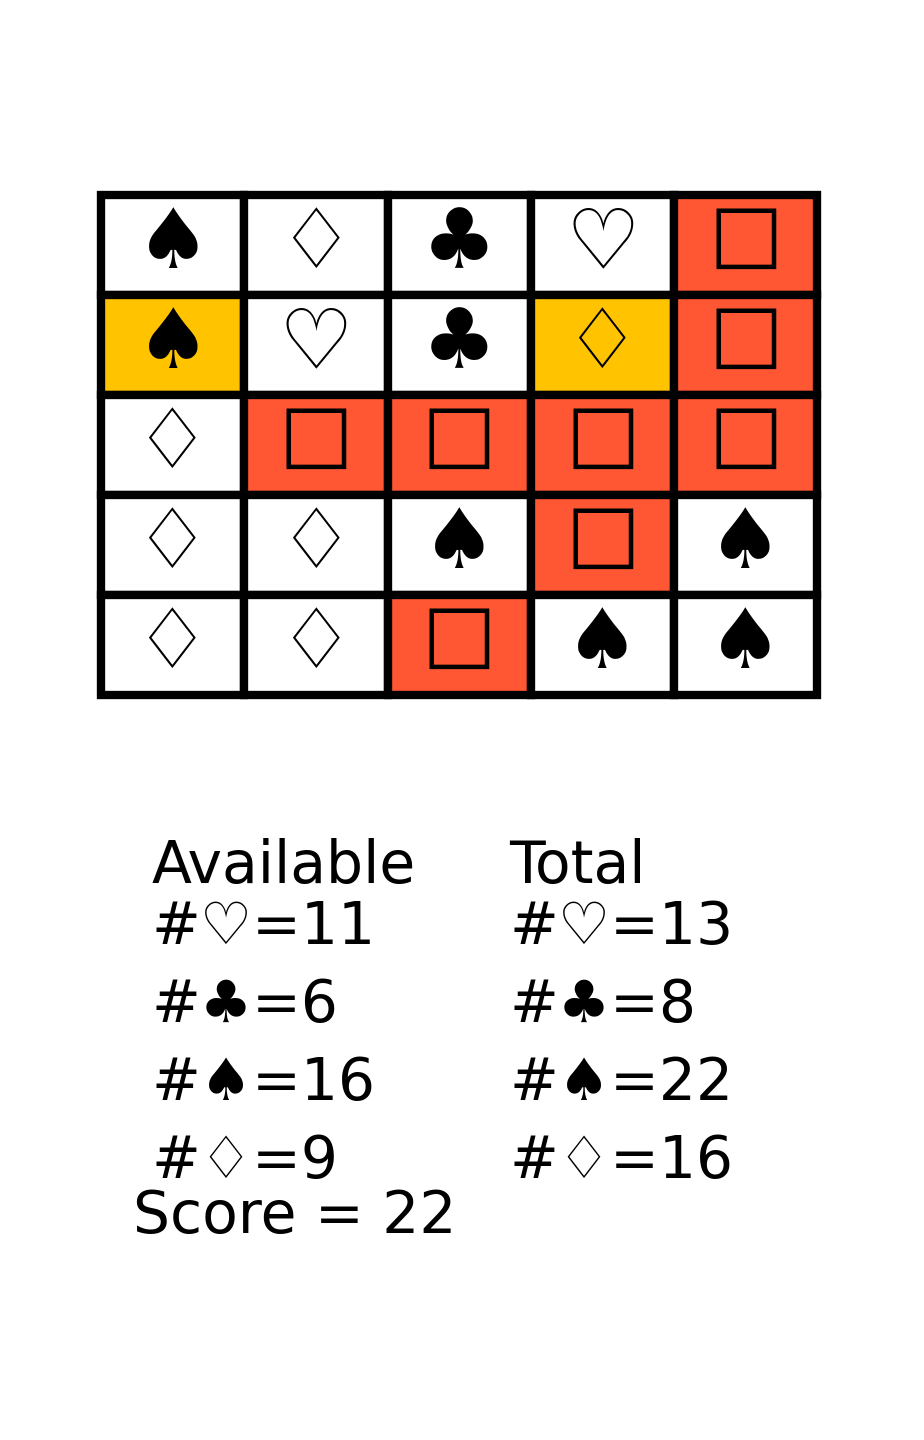 ♠ ♢ ♣ ♡ □
♠ ♡ ♣ ♢ □
♢ □ □ □ □
♢ ♢ ♠ □ ♠
♢ ♢ □ ♠ ♠
Available Total
#♡=11 #♡=13
#♣=6 #♣=8
#♠=16 #♠=22
#♢=9 #♢=16
Score = 22